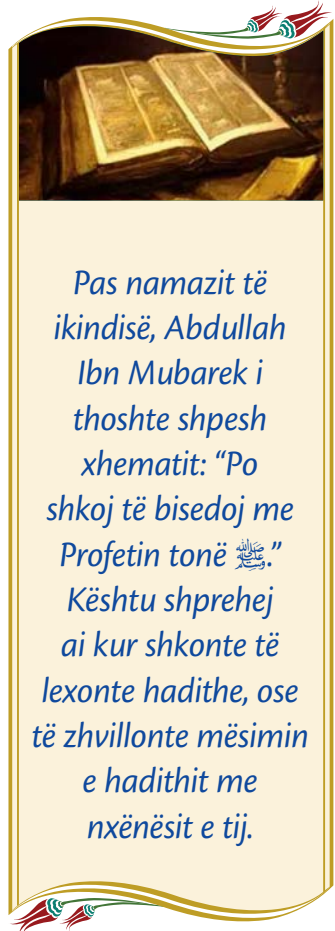 Pas namazit të
ikindisë, Abdullah
Ibn Mubarek i
thoshte shpesh
xhematit: “Po
shkoj të bisedoj me
Profetin tonë ﷺ.”
Kështu shprehej
ai kur shkonte të
lexonte hadithe, ose
të zhvillonte mësimin
e hadithit me
nxënësit e tij.